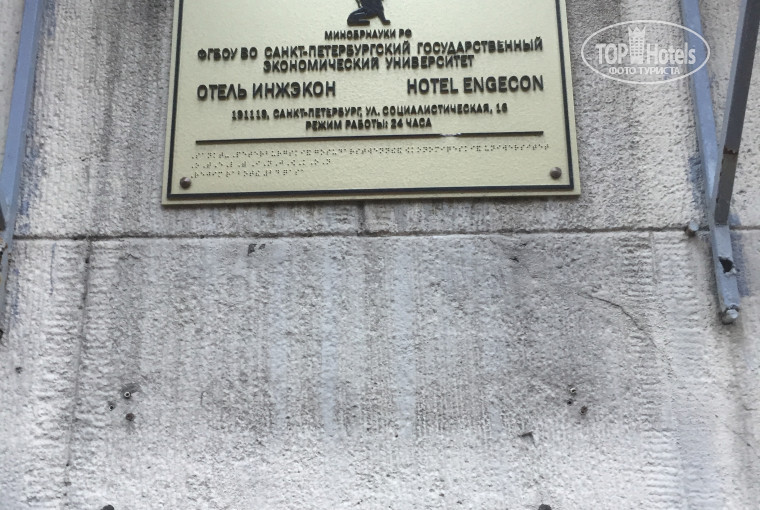 МИНОБРНАУКИ РФ
ФГБОУ ВО САНКТ-ПЕТЕРБУРГСКИЙ ГОСУДАРСТВЕННЫЙ
ЭКОНОМИЧЕСКИЙ УНИВЕРСИТЕТ
ОТЕЛЬ ИНЖЭКОН HOTEL ENGECON
191119, САНКТ-ПЕТЕРБУРГ, УЛ. СОЦИАЛИСТИЧЕСКАЯ, 16
РЕЖИМ РАБОТЫ: 24 ЧАСА
TOP Hotels
ФОТО ТУРИСТА